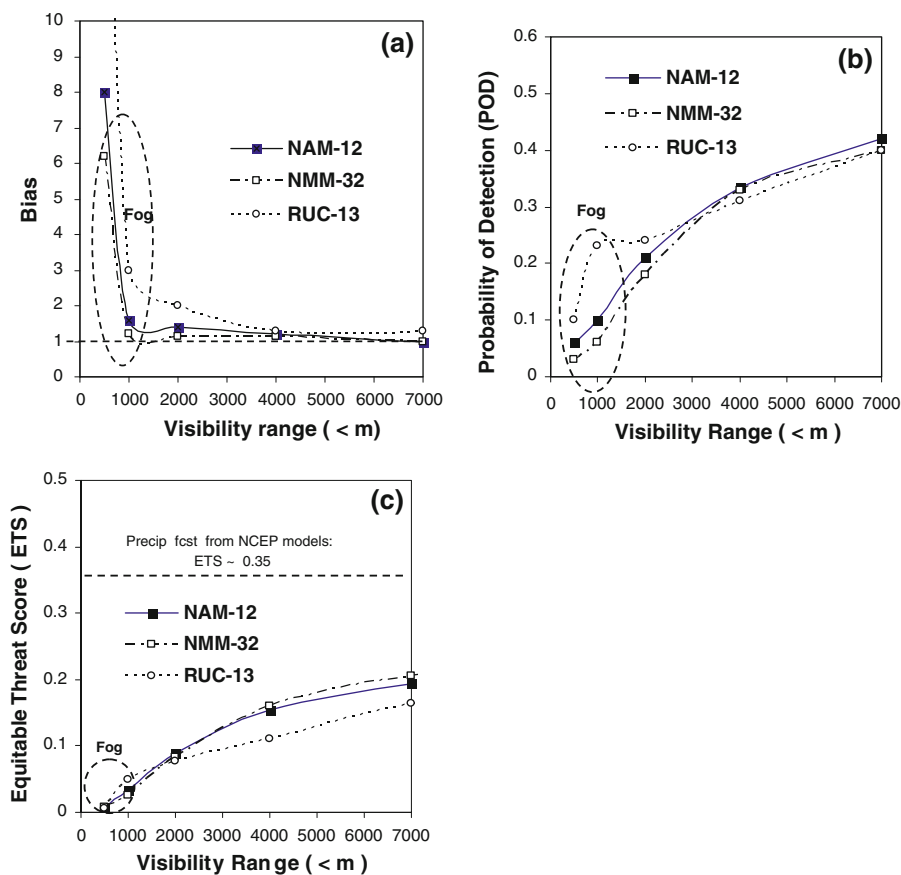 (a)
Bias
10
9
8
7
6
5
4
3
2
1
0
NAM-12
NMM-32
RUC-13
Fog
0 1000 2000 3000 4000 5000 6000 7000
Visibility range ( < m)
(b)
Probability of Detection (POD)
0.6
0.5
0.4
0.3
0.2
0.1
0
NAM-12
NMM-32
RUC-13
Fog
0 1000 2000 3000 4000 5000 6000 7000
Visibility Range ( < m )
(c)
Equitable Threat Score ( ETS)
0.5
0.4
0.3
0.2
0.1
0
Precip fcst from NCEP models:
ETS ~ 0.35
NAM-12
NMM-32
RUC-13
Fog
0 1000 2000 3000 4000 5000 6000 7000
Visibility Range ( < m )